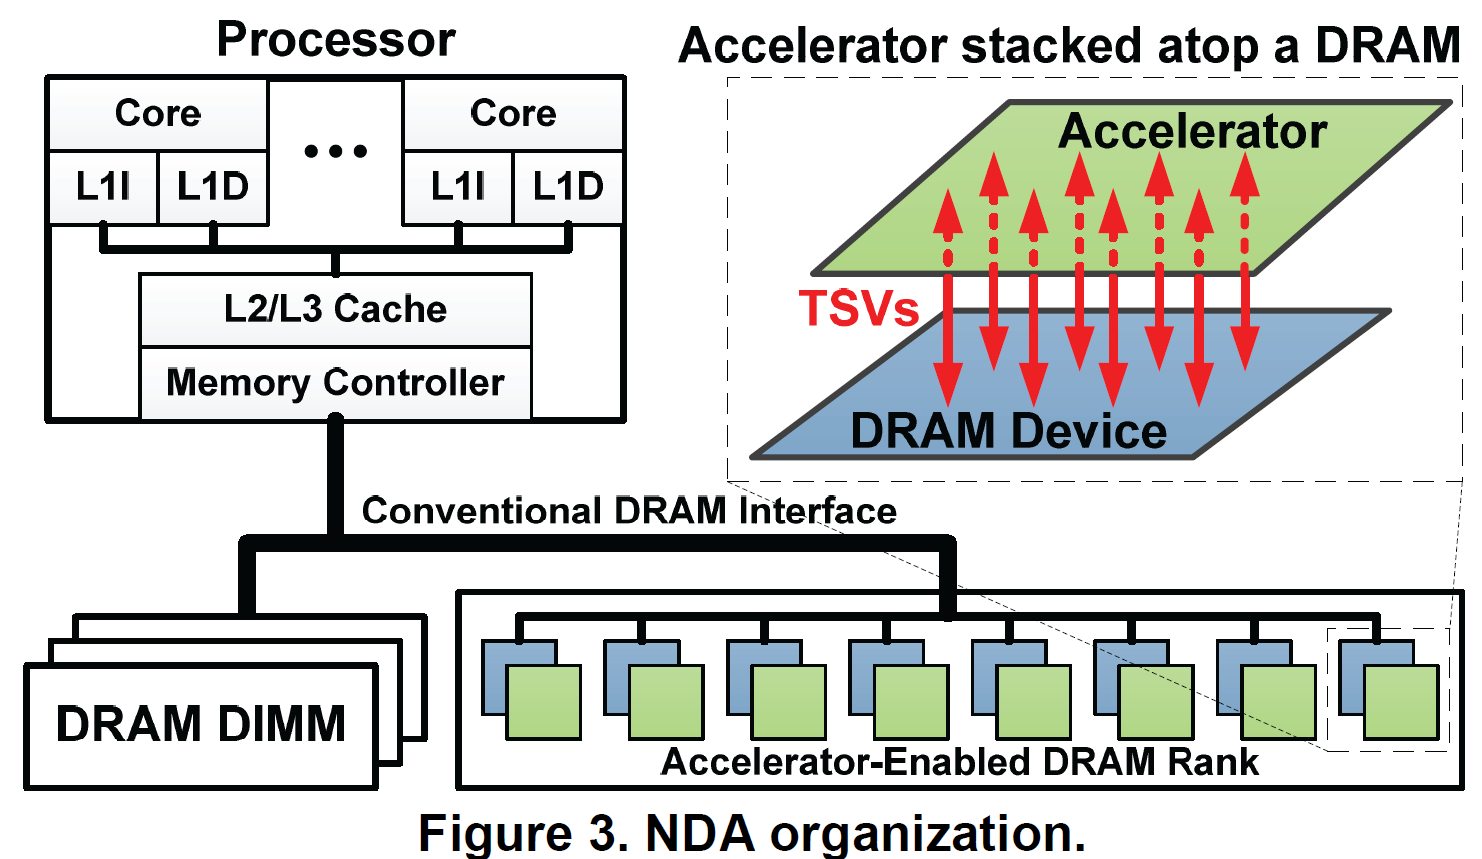 Processor
Core
Core
L1I
L1D
L1I
L1D
L2/L3 Cache
Memory Controller
Accelerator stacked atop a DRAM
Accelerator
TSVs
DRAM Device
Conventional DRAM Interface
DRAM DIMM
Accelerator-Enabled DRAM Rank
Figure 3. NDA organization.